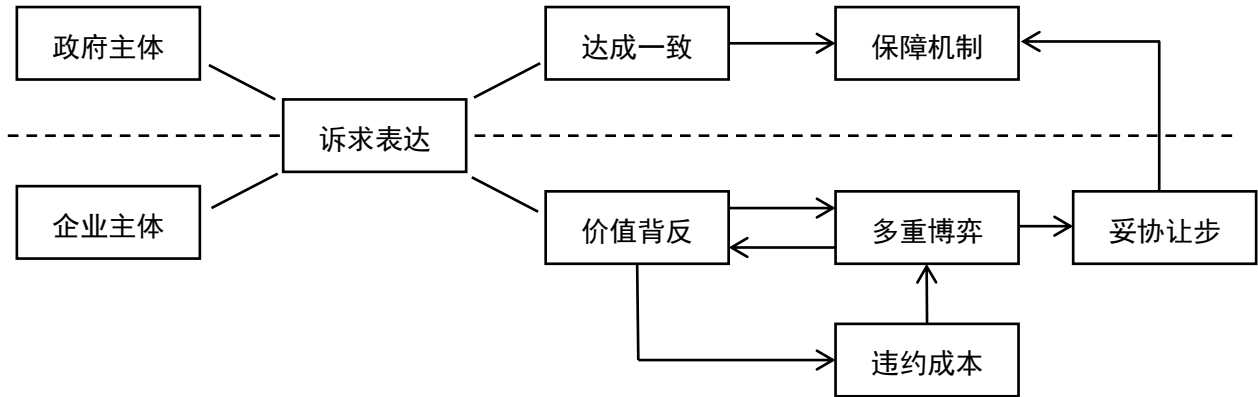 政府主体
达成一致
保障机制
诉求表达
企业主体
价值背反
多重博弈
妥协让步
违约成本